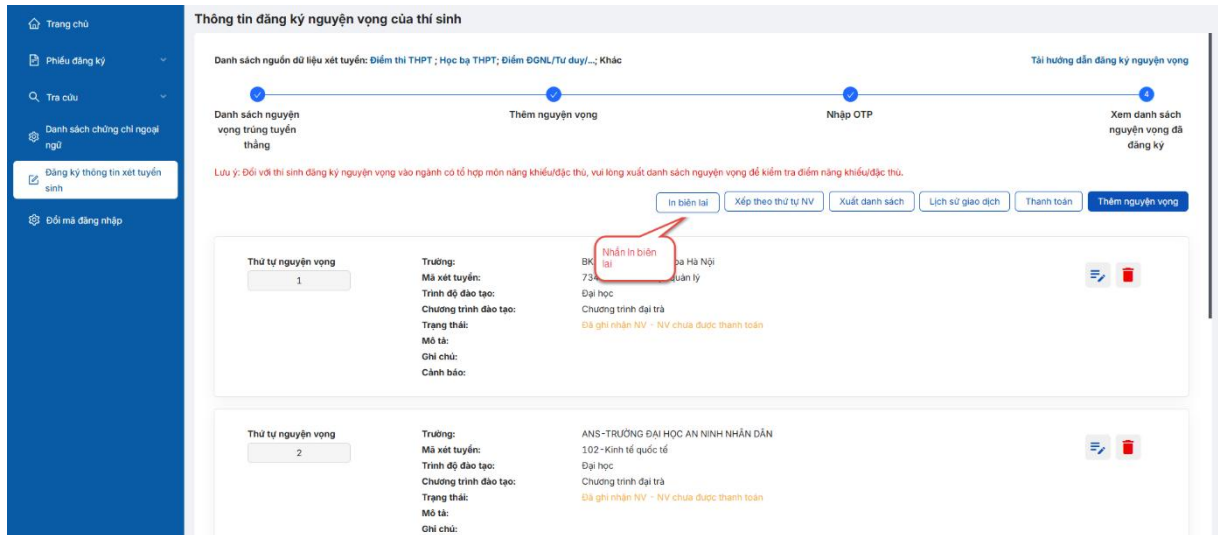 Trang chủ
Phiếu đăng ký
Tra cứu
Danh sách chứng chỉ ngoại
ngữ
Đăng ký thông tin xét tuyển
sinh
Đổi mã đăng nhập
Thông tin đăng ký nguyện vọng của thí sinh
Danh sách nguồn dữ liệu xét tuyển: Điểm thi THPT ; Học bạ THPT; Điểm ĐGNL/Tư duy/...; Khác
Tải hướng dẫn đăng ký nguyện vọng
4
Danh sách nguyện
vọng trúng tuyển
thẳng
Thêm nguyện vọng
Nhập OTP
Xem danh sách
nguyện vọng đã
đăng ký
Lưu ý: Đối với thí sinh đăng ký nguyện vọng vào ngành có tổ hợp môn năng khiếu/đặc thù, vui lòng xuất danh sách nguyện vọng để kiểm tra điểm năng khiếu/đặc thù.
In biên lai
Xếp theo thứ tự NV
Xuất danh sách
Lịch sử giao dịch
Thanh toán
Thêm nguyện vọng
Nhấn In biên
lai
Thứ tự nguyện vọng
1
Trường: BK oa Hà Nội
Mã xét tuyển: 734 quản lý
Trình độ đào tạo: Đại học
Chương trình đào tạo: Chương trình đại trà
Trạng thái: Đã ghi nhận NV - NV chưa được thanh toán
Mô tả:
Ghi chú:
Cảnh báo:
Thứ tự nguyện vọng
2
Trường: ANS-TRƯỜNG ĐẠI HỌC AN NINH NHÂN DÂN
Mã xét tuyển: 102-Kinh tế quốc tế
Trình độ đào tạo: Đại học
Chương trình đào tạo: Chương trình đại trà
Trạng thái: Đã ghi nhận NV - NV chưa được thanh toán
Mô tả:
Ghi chú: